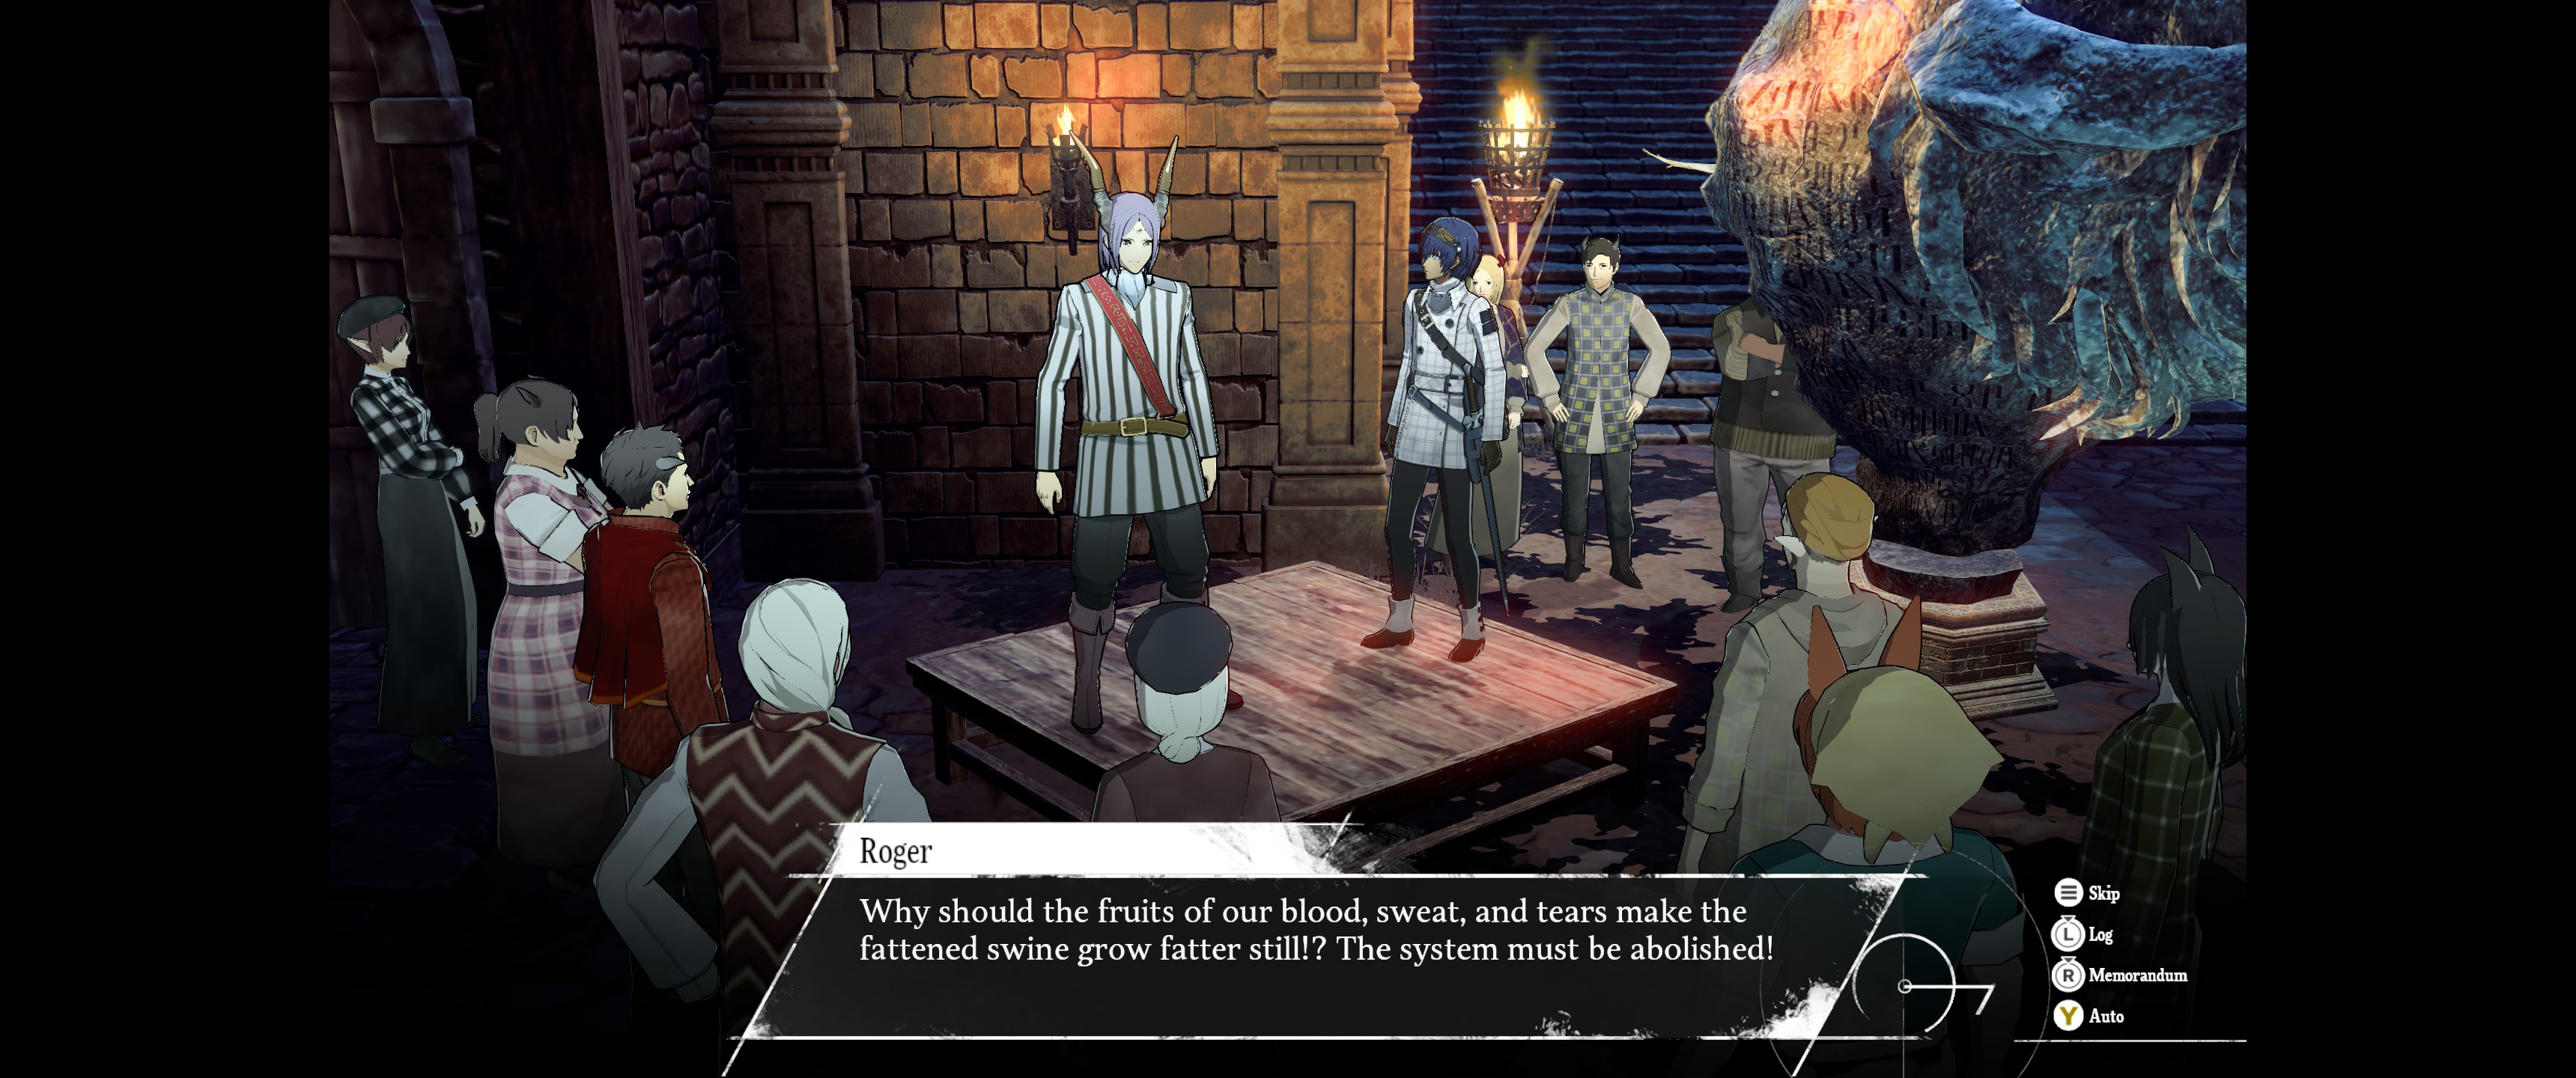 Roger
Why should the fruits of our blood, sweat, and tears make the
fattened swine grow fatter still!? The system must be abolished!
Skip
L Log
R Memorandum
Y Auto